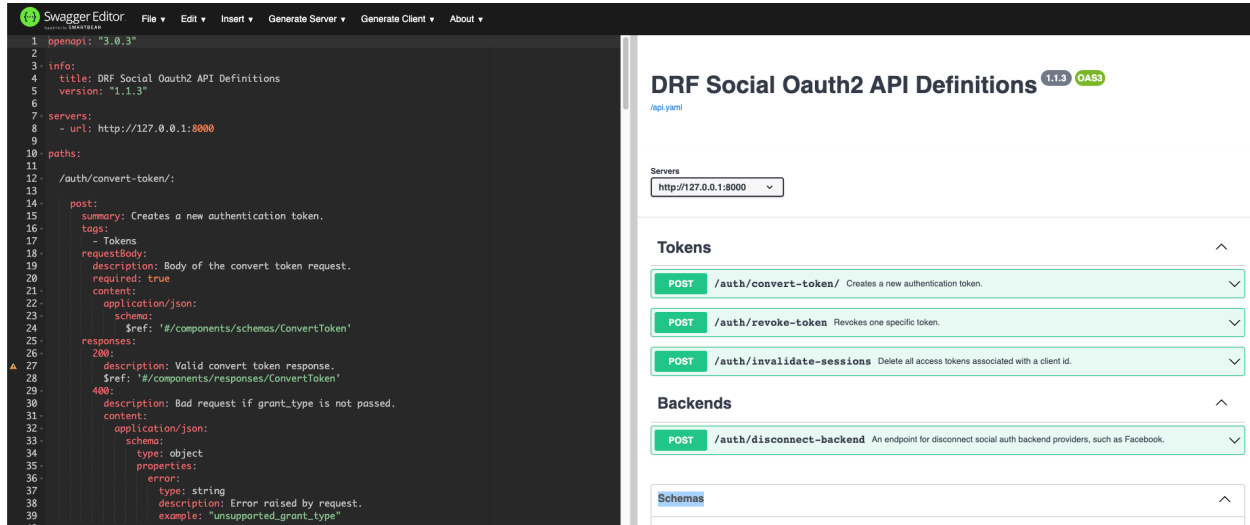 Swagger Editor
Supported by SMARTBEAR
File ▾ Edit ▾ Insert ▾ Generate Server ▾ Generate Client ▾ About ▾
1 openapi: "3.0.3"
2
3 info:
4 title: DRF Social Oauth2 API Definitions
5 version: "1.1.3"
6
7 servers:
8 - url: http://127.0.0.1:8000
9
10 paths:
11
12 /auth/convert-token/:
13
14 post:
15 summary: Creates a new authentication token.
16 tags:
17 - Tokens
18 requestBody:
19 description: Body of the convert token request.
20 required: true
21 content:
22 application/json:
23 schema:
24 $ref: '#/components/schemas/ConvertToken'
25 responses:
26 200:
27 description: Valid convert token response.
28 $ref: '#/components/responses/ConvertToken'
29 400:
30 description: Bad request if grant_type is not passed.
31 content:
32 application/json:
33 schema:
34 type: object
35 properties:
36 error:
37 type: string
38 description: Error raised by request.
39 example: "unsupported_grant_type"
DRF Social Oauth2 API Definitions 1.1.3 OAS3
/api.yaml
Servers
http://127.0.0.1:8000
Tokens
POST /auth/convert-token/ Creates a new authentication token.
POST /auth/revoke-token Revokes one specific token.
POST /auth/invalidate-sessions Delete all access tokens associated with a client id.
Backends
POST /auth/disconnect-backend An endpoint for disconnect social auth backend providers, such as Facebook.
Schemas